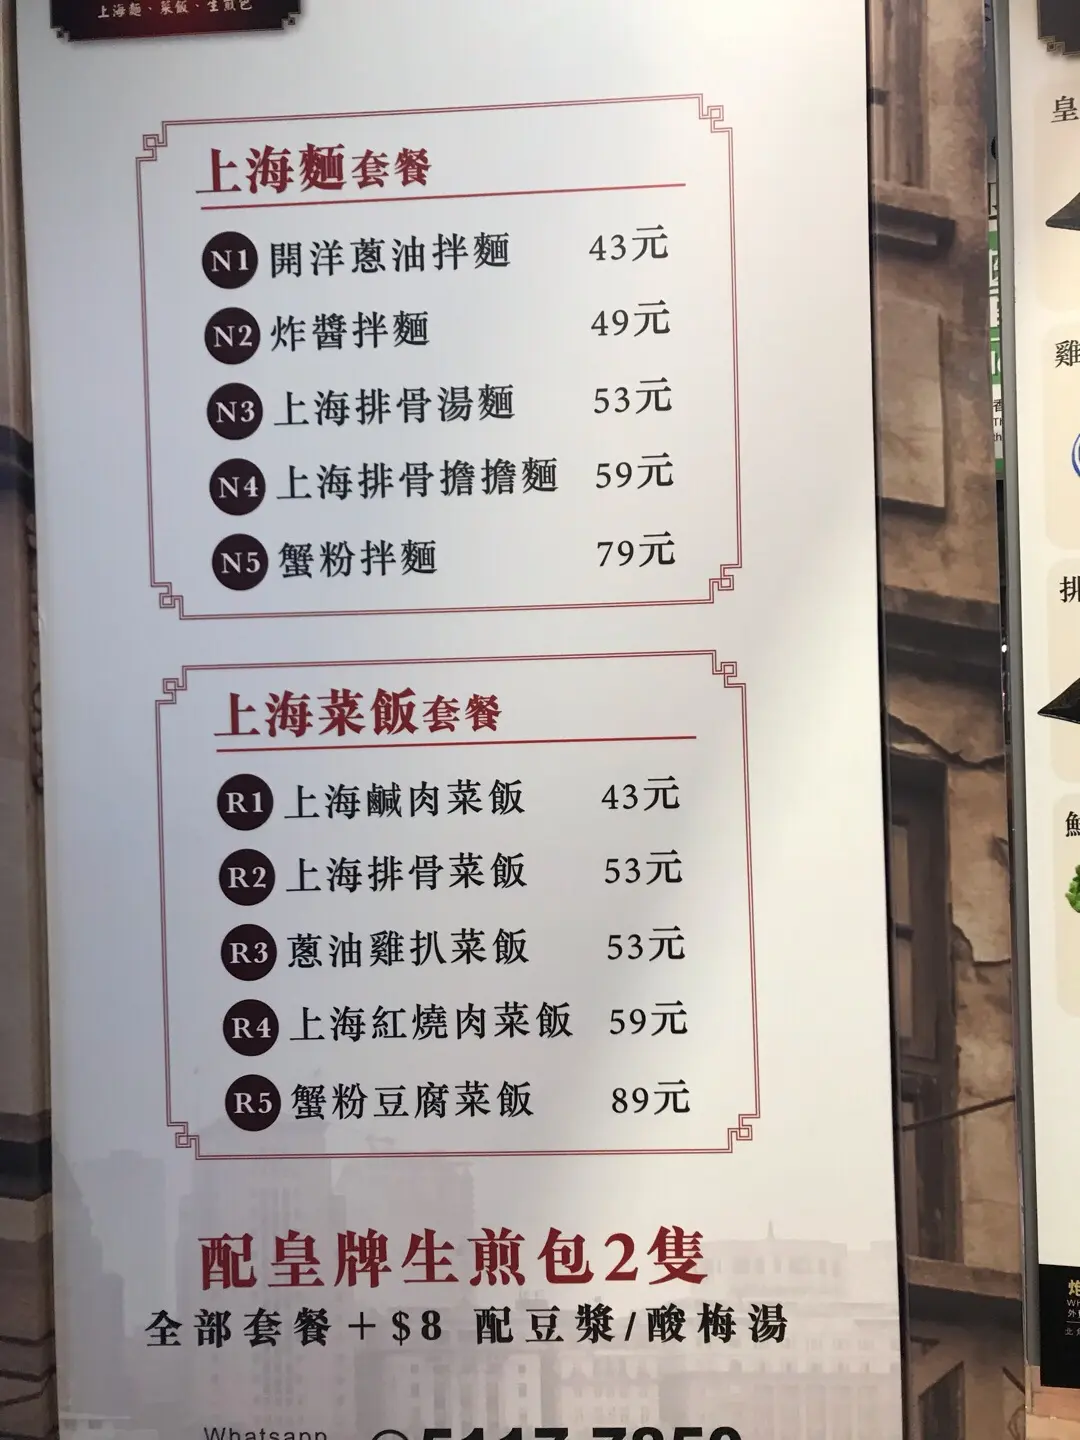 上海麵、菜飯、生煎包
上海麵套餐
N1 開洋蔥油拌麵 43元
N2 炸醬拌麵 49元
N3 上海排骨湯麵 53元
N4 上海排骨擔擔麵 59元
N5 蟹粉拌麵 79元
上海菜飯套餐
R1 上海鹹肉菜飯 43元
R2 上海排骨菜飯 53元
R3 蔥油雞扒菜飯 53元
R4 上海紅燒肉菜飯 59元
R5 蟹粉豆腐菜飯 89元
配皇牌生煎包2隻
全部套餐+$8 配豆漿/酸梅湯
Whatsapp
皇
雞
排